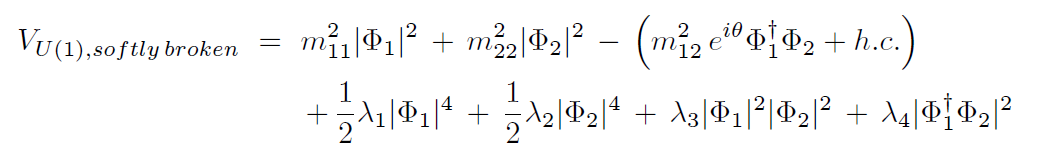 V_{U(1),softly broken} = m_{11}^2|Φ_1|^2 + m_{22}^2|Φ_2|^2 − (m_{12}^2 e^{iθ}Φ_1^†Φ_2 + h.c.)
+ \frac{1}{2}λ_1|Φ_1|^4 + \frac{1}{2}λ_2|Φ_2|^4 + λ_3|Φ_1|^2|Φ_2|^2 + λ_4|Φ_1^†Φ_2|^2